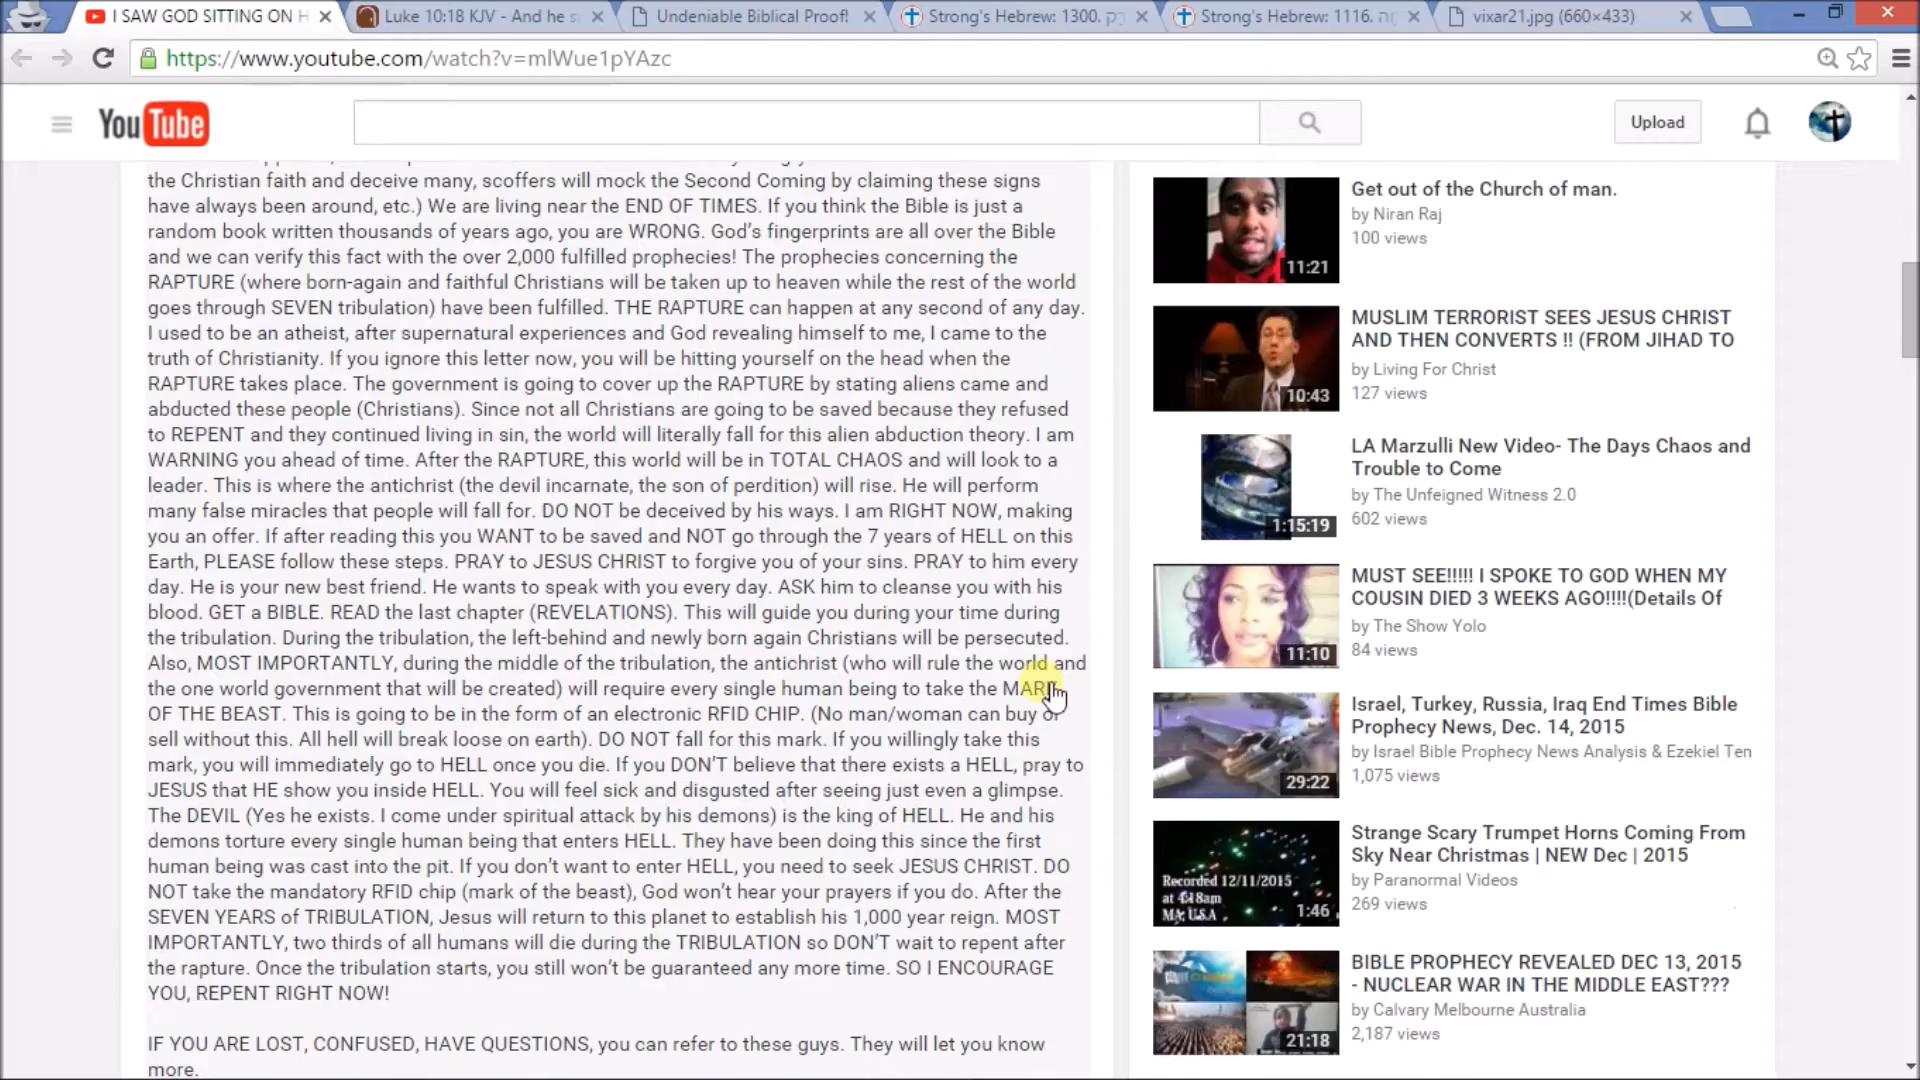 I SAW GOD SITTING ON H
Luke 10:18 KJV - And he s
Undeniable Biblical Proof!
Strong's Hebrew: 1300.
Strong's Hebrew: 1116.
vixar21.jpg (660×433)
https://www.youtube.com/watch?v=mlWue1pYAzc
YouTube
Upload
the Christian faith and deceive many, scoffers will mock the Second Coming by claiming these signs
have always been around, etc.) We are living near the END OF TIMES. If you think the Bible is just a
random book written thousands of years ago, you are WRONG. God's fingerprints are all over the Bible
and we can verify this fact with the over 2,000 fulfilled prophecies! The prophecies concerning the
RAPTURE (where born-again and faithful Christians will be taken up to heaven while the rest of the world
goes through SEVEN tribulation) have been fulfilled. THE RAPTURE can happen at any second of any day.
I used to be an atheist, after supernatural experiences and God revealing himself to me, I came to the
truth of Christianity. If you ignore this letter now, you will be hitting yourself on the head when the
RAPTURE takes place. The government is going to cover up the RAPTURE by stating aliens came and
abducted these people (Christians). Since not all Christians are going to be saved because they refused
to REPENT and they continued living in sin, the world will literally fall for this alien abduction theory. I am
WARNING you ahead of time. After the RAPTURE, this world will be in TOTAL CHAOS and will look to a
leader. This is where the antichrist (the devil incarnate, the son of perdition) will rise. He will perform
many false miracles that people will fall for. DO NOT be deceived by his ways. I am RIGHT NOW, making
you an offer. If after reading this you WANT to be saved and NOT go through the 7 years of HELL on this
Earth, PLEASE follow these steps. PRAY to JESUS CHRIST to forgive you of your sins. PRAY to him every
day. He is your new best friend. He wants to speak with you every day. ASK him to cleanse you with his
blood. GET a BIBLE. READ the last chapter (REVELATIONS). This will guide you during your time during
the tribulation. During the tribulation, the left-behind and newly born again Christians will be persecuted.
Also, MOST IMPORTANTLY, during the middle of the tribulation, the antichrist (who will rule the world and
the one world government that will be created) will require every single human being to take the MARK
OF THE BEAST. This is going to be in the form of an electronic RFID CHIP. (No man/woman can buy or
sell without this. All hell will break loose on earth). DO NOT fall for this mark. If you willingly take this
mark, you will immediately go to HELL once you die. If you DON'T believe that there exists a HELL, pray to
JESUS that HE show you inside HELL. You will feel sick and disgusted after seeing just even a glimpse.
The DEVIL (Yes he exists. I come under spiritual attack by his demons) is the king of HELL. He and his
demons torture every single human being that enters HELL. They have been doing this since the first
human being was cast into the pit. If you don't want to enter HELL, you need to seek JESUS CHRIST. DO
NOT take the mandatory RFID chip (mark of the beast), God won't hear your prayers if you do. After the
SEVEN YEARS of TRIBULATION, Jesus will return to this planet to establish his 1,000 year reign. MOST
IMPORTANTLY, two thirds of all humans will die during the TRIBULATION so DON'T wait to repent after
the rapture. Once the tribulation starts, you still won't be guaranteed any more time. SO I ENCOURAGE
YOU, REPENT RIGHT NOW!
IF YOU ARE LOST, CONFUSED, HAVE QUESTIONS, you can refer to these guys. They will let you know
more.
Get out of the Church of man.
by Niran Raj
100 views
11:21
MUSLIM TERRORIST SEES JESUS CHRIST
AND THEN CONVERTS !! (FROM JIHAD TO
by Living For Christ
127 views
10:43
LA Marzulli New Video- The Days Chaos and
Trouble to Come
by The Unfeigned Witness 2.0
602 views
1:15:19
MUST SEE!!!!! I SPOKE TO GOD WHEN MY
COUSIN DIED 3 WEEKS AGO!!!!(Details Of
by The Show Yolo
84 views
11:10
Israel, Turkey, Russia, Iraq End Times Bible
Prophecy News, Dec. 14, 2015
by Israel Bible Prophecy News Analysis & Ezekiel Ten
1,075 views
29:22
Strange Scary Trumpet Horns Coming From
Sky Near Christmas | NEW Dec | 2015
by Paranormal Videos
269 views
Recorded 12/11/2015
at 4:18am
MA, U.S.A
1:46
BIBLE PROPHECY REVEALED DEC 13, 2015
- NUCLEAR WAR IN THE MIDDLE EAST???
by Calvary Melbourne Australia
2,187 views
21:18